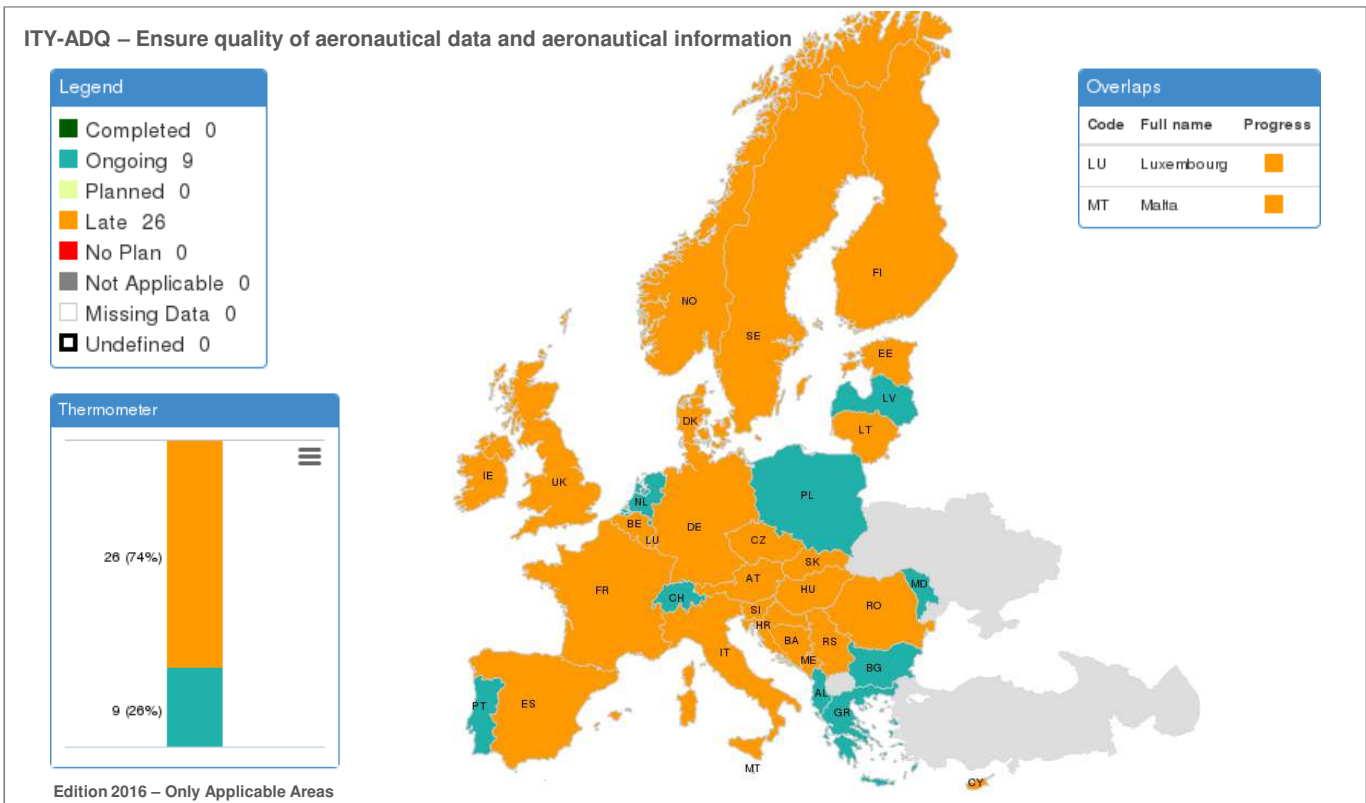 ITY-ADQ – Ensure quality of aeronautical data and aeronautical information
Legend
Completed 0
Ongoing 9
Planned 0
Late 26
No Plan 0
Not Applicable 0
Missing Data 0
Undefined 0
Overlaps
Code Full name Progress
LU Luxembourg
MT Malta
Thermometer
26 (74%)
9 (26%)
FI
NO
SE
EE
LV
LT
DK
IE
UK
NL
PL
BE
DE
LU
CZ
SK
AT
MD
FR
CH
HU
RO
SI
HR
BA
RS
IT
ME
BG
AL
PT
ES
GR
MT
CY
Edition 2016 – Only Applicable Areas